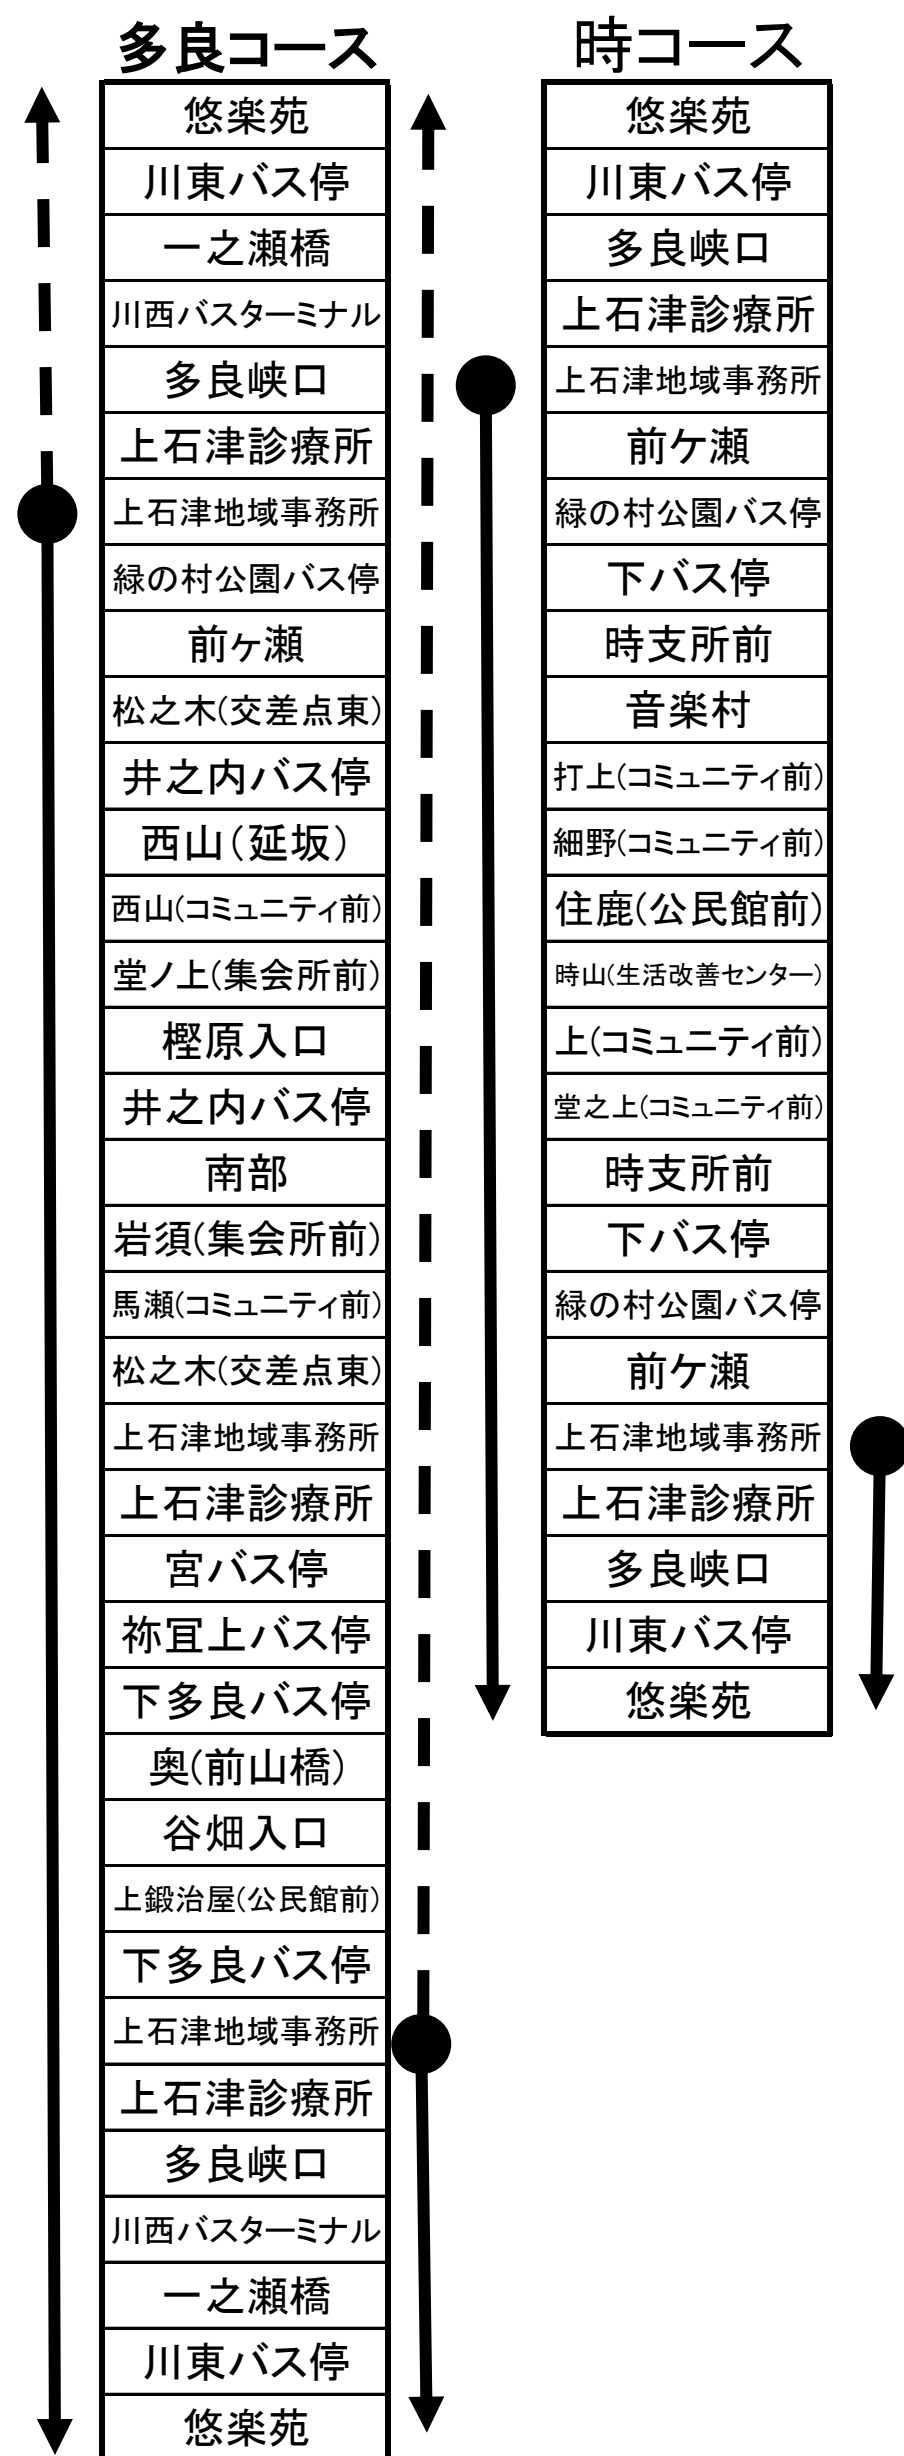 多良コース
悠楽苑
川東バス停
一之瀬橋
川西バスターミナル
多良峡口
上石津診療所
上石津地域事務所
緑の村公園バス停
前ヶ瀬
松之木(交差点東)
井之内バス停
西山(延坂)
西山(コミュニティ前)
堂ノ上(集会所前)
樫原入口
井之内バス停
南部
岩須(集会所前)
馬瀬(コミュニティ前)
松之木(交差点東)
上石津地域事務所
上石津診療所
宮バス停
祢冝上バス停
下多良バス停
奥(前山橋)
谷畑入口
上鍛治屋(公民館前)
下多良バス停
上石津地域事務所
上石津診療所
多良峡口
川西バスターミナル
一之瀬橋
川東バス停
悠楽苑
時コース
悠楽苑
川東バス停
多良峡口
上石津診療所
上石津地域事務所
前ケ瀬
緑の村公園バス停
下バス停
時支所前
音楽村
打上(コミュニティ前)
細野(コミュニティ前)
住鹿(公民館前)
時山(生活改善センター)
上(コミュニティ前)
堂之上(コミュニティ前)
時支所前
下バス停
緑の村公園バス停
前ケ瀬
上石津地域事務所
上石津診療所
多良峡口
川東バス停
悠楽苑